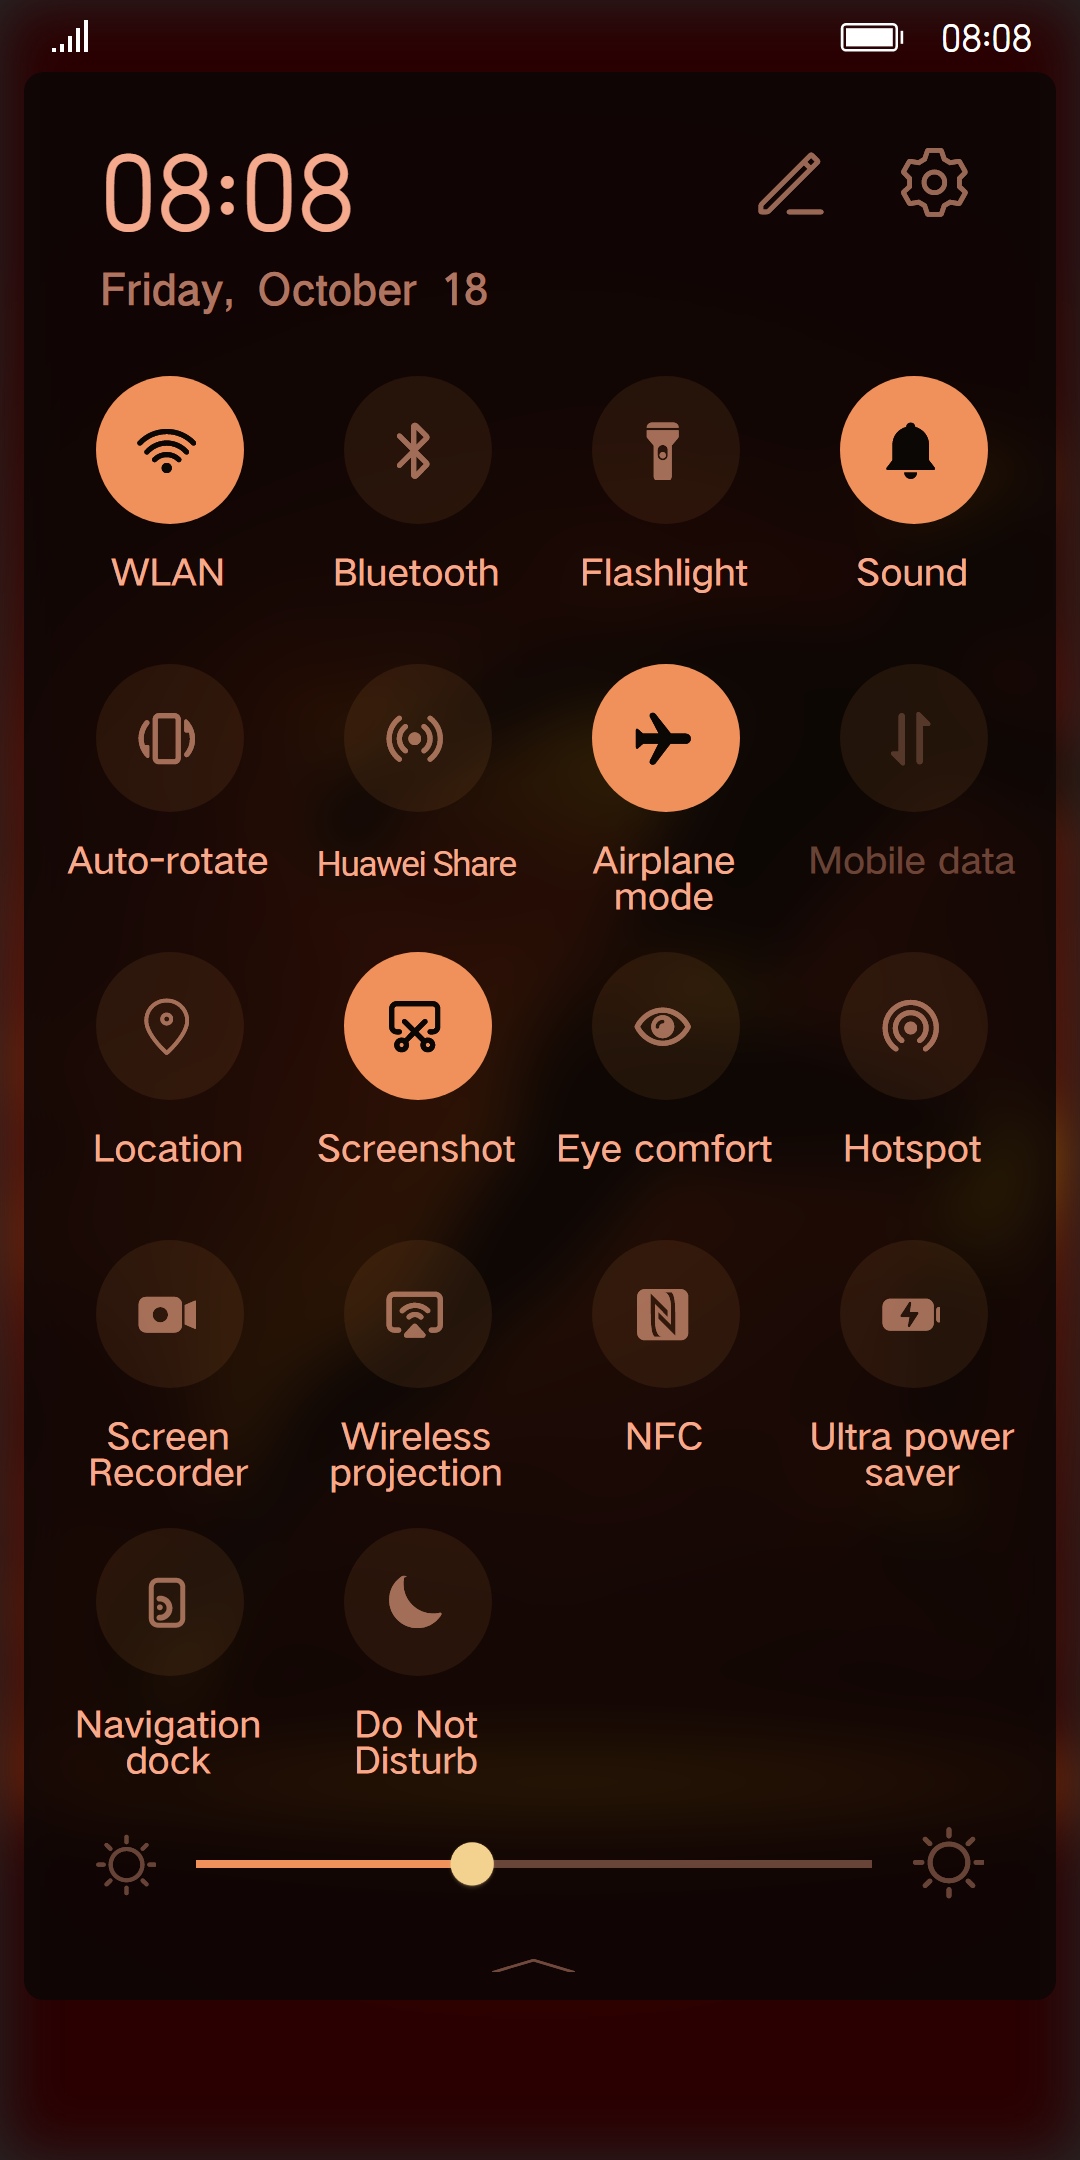 08:08
08:08
Friday, October 18
WLAN
Bluetooth
Flashlight
Sound
Auto-rotate
Huawei Share
Airplane
mode
Mobile data
Location
Screenshot
Eye comfort
Hotspot
Screen
Recorder
Wireless
projection
NFC
Ultra power
saver
Navigation
dock
Do Not
Disturb